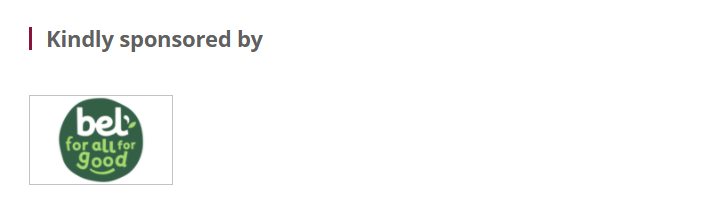 Kindly sponsored by
bel
for all for
good